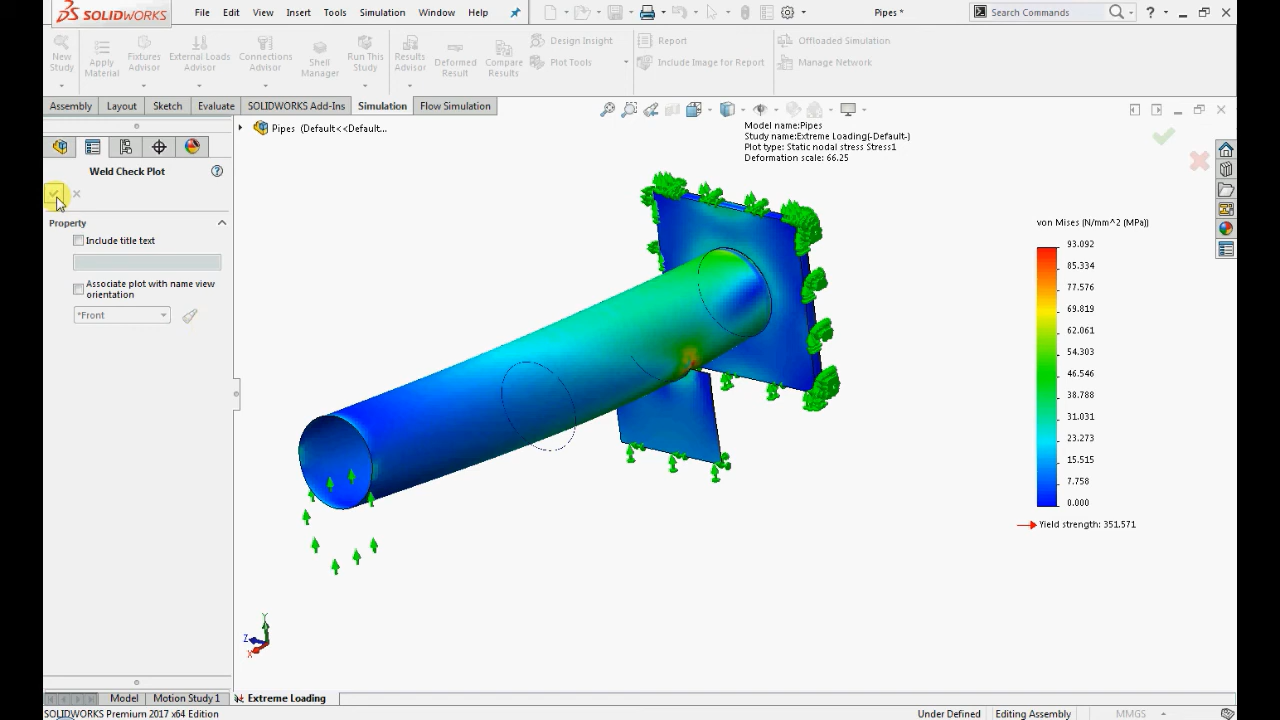 SOLIDWORKS
File Edit View Insert Tools Simulation Window Help
Pipes *
Search Commands
?
New Study
Apply Material
Fixtures Advisor
External Loads Advisor
Connections Advisor
Shell Manager
Run This Study
Results Advisor
Deformed Result
Compare Results
Design Insight
Plot Tools
Report
Include Image for Report
Offloaded Simulation
Manage Network
Assembly Layout Sketch Evaluate SOLIDWORKS Add-Ins Simulation Flow Simulation
Pipes (Default<<Default...
Model name:Pipes
Study name:Extreme Loading(-Default-)
Plot type: Static nodal stress Stress1
Deformation scale: 66.25
Weld Check Plot
?
Property
Include title text
Associate plot with name view
orientation
*Front
von Mises (N/mm^2 (MPa))
93.092
85.334
77.576
69.819
62.061
54.303
46.546
38.788
31.031
23.273
15.515
7.758
0.000
Yield strength: 351.571
Y
Z
X
Model Motion Study 1 Extreme Loading
SOLIDWORKS Premium 2017 x64 Edition
Under Defined Editing Assembly MMGS